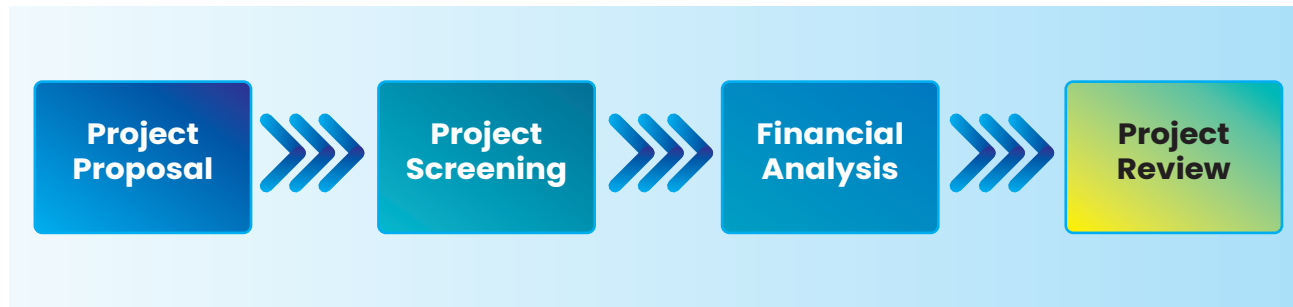 Project
Proposal
Project
Screening
Financial
Analysis
Project
Review